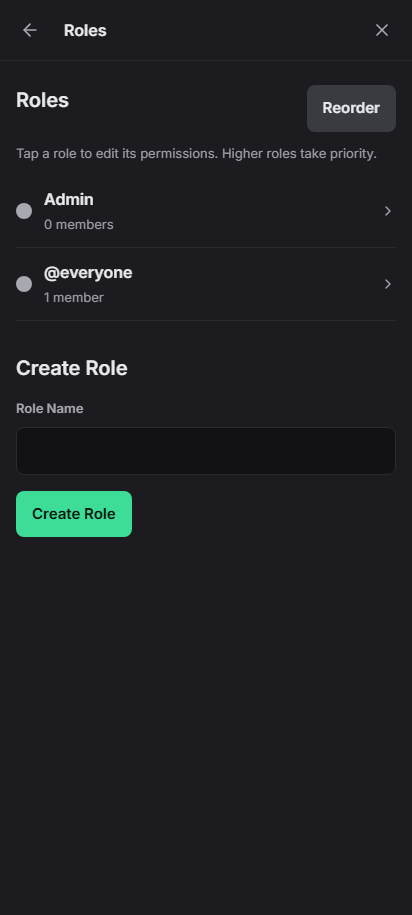 Roles
Roles
Reorder
Tap a role to edit its permissions. Higher roles take priority.
Admin
0 members
@everyone
1 member
Create Role
Role Name
Create Role